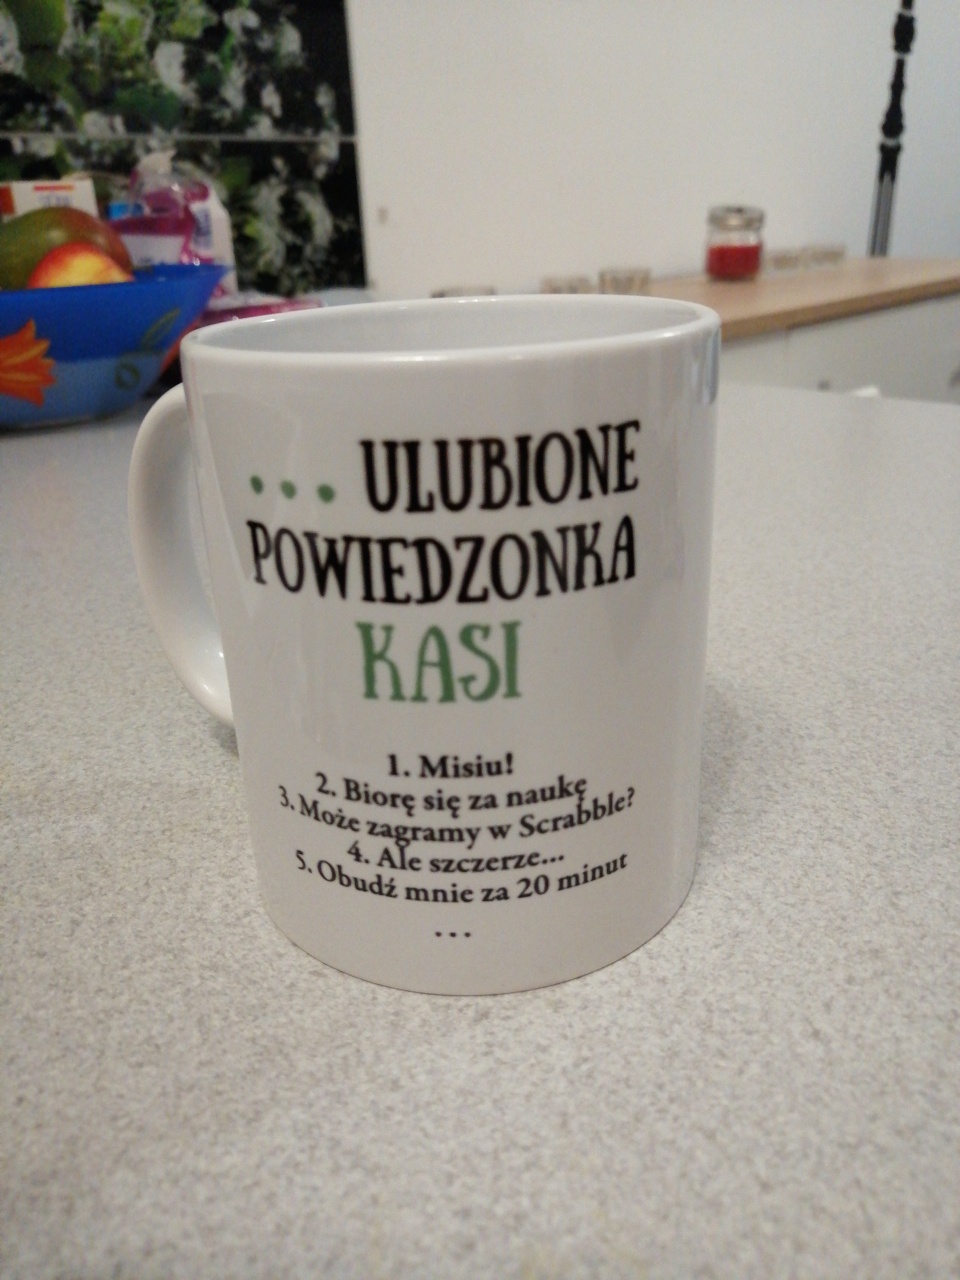 ... ULUBIONE
POWIEDZONKA
KASI
1. Misiu!
2. Biorę się za naukę
3. Może zagramy w Scrabble?
4. Ale szczerze...
5. Obudź mnie za 20 minut
...